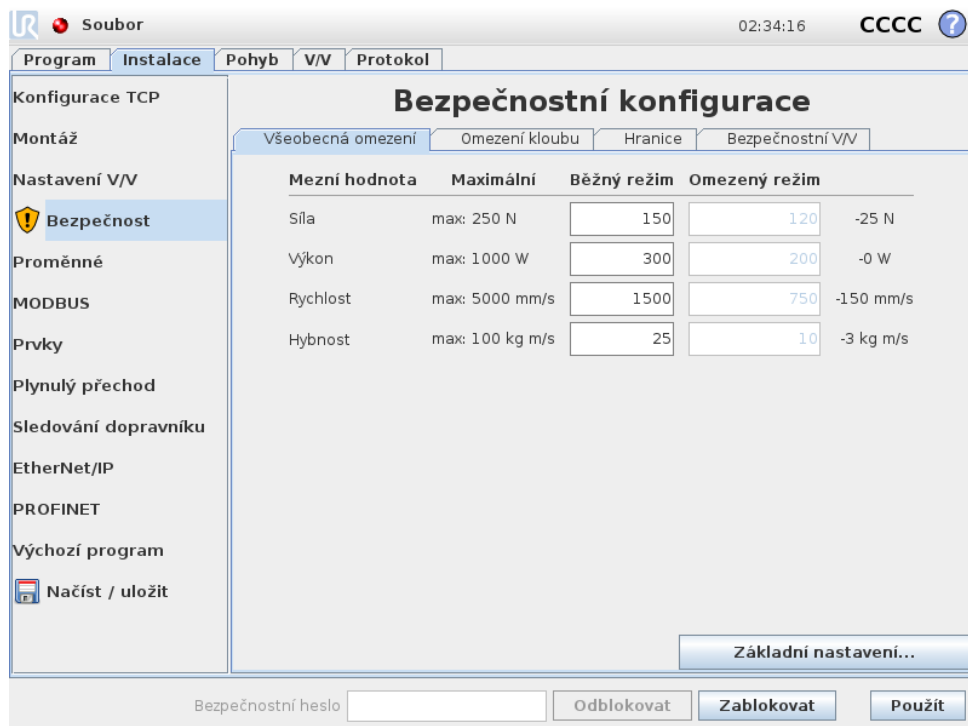 UR Soubor 02:34:16 CCCC ?
Program Instalace Pohyb V/V Protokol
Konfigurace TCP
Montáž
Nastavení V/V
Bezpečnost
Proměnné
MODBUS
Prvky
Plynulý přechod
Sledování dopravníku
EtherNet/IP
PROFINET
Výchozí program
Načíst / uložit
Bezpečnostní konfigurace
Všeobecná omezení Omezení kloubu Hranice Bezpečnostní V/V
Mezní hodnota Maximální Běžný režim Omezený režim
Síla max: 250 N 150 120 -25 N
Výkon max: 1000 W 300 200 -0 W
Rychlost max: 5000 mm/s 1500 750 -150 mm/s
Hybnost max: 100 kg m/s 25 10 -3 kg m/s
Základní nastavení...
Bezpečnostní heslo Odblokovat Zablokovat Použít